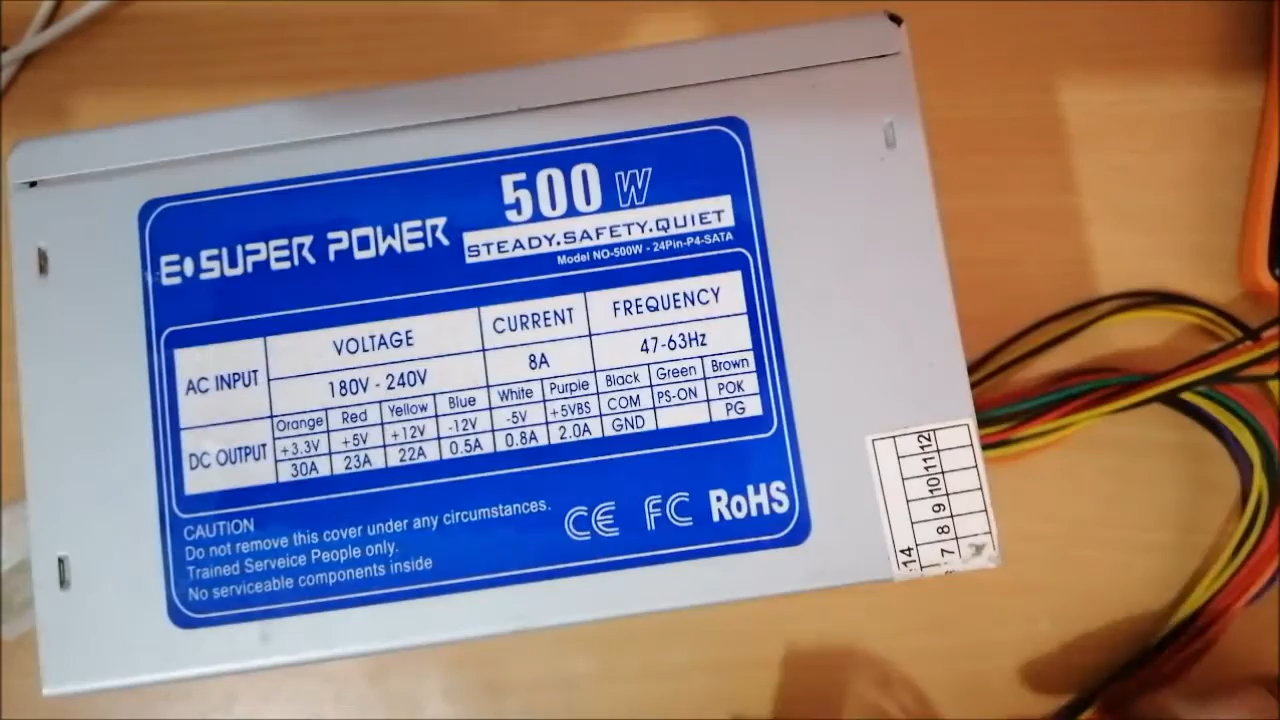 E SUPER POWER
500 W
STEADY.SAFETY.QUIET
Model NO-500W - 24Pin-P4-SATA
AC INPUT VOLTAGE CURRENT FREQUENCY
180V - 240V 8A 47-63Hz
DC OUTPUT Orange Red Yellow Blue White Purple Black Green Brown
+3.3V +5V +12V -12V -5V +5VBS COM PS-ON POK
30A 23A 22A 0.5A 0.8A 2.0A GND PG
CAUTION
Do not remove this cover under any circumstances.
Trained Serveice People only.
No serviceable components inside
CE FC RoHS
14
7 8 9 10 11 12